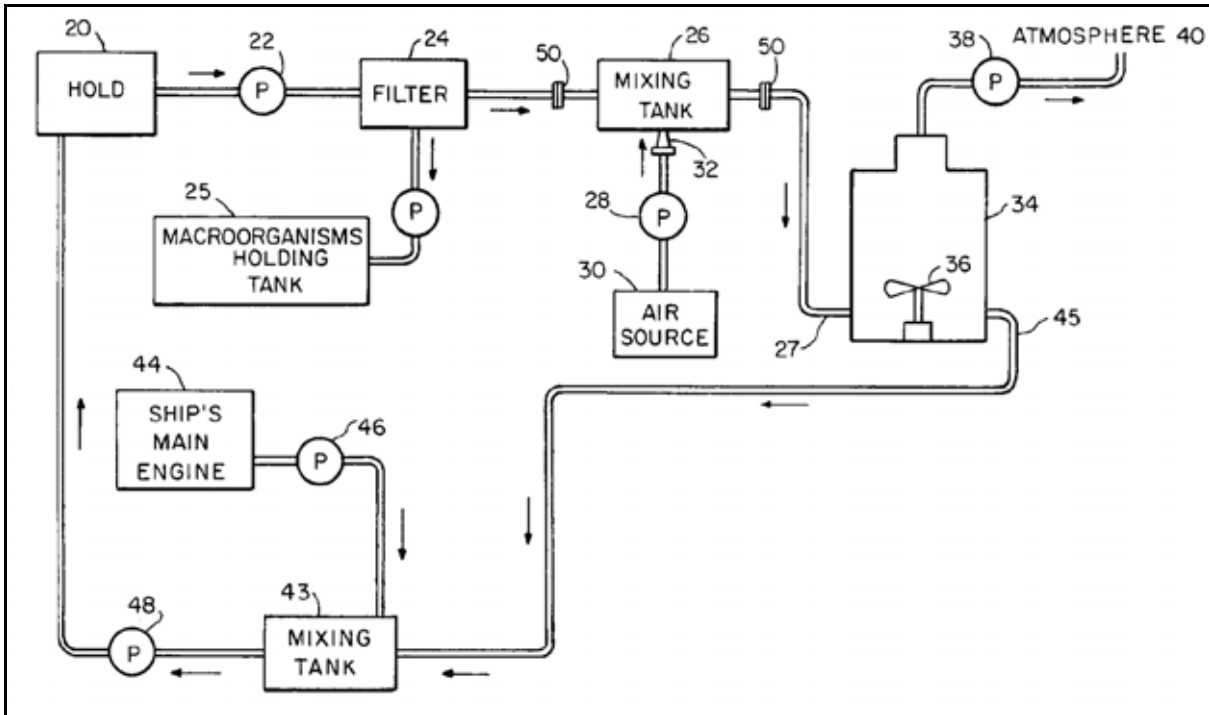 20
HOLD
22
P
24
FILTER
50
26
MIXING
TANK
50
38
P
ATMOSPHERE 40
32
28
P
P
25
MACROORGANISMS
HOLDING
TANK
30
AIR
SOURCE
34
36
27
45
44
SHIP'S
MAIN
ENGINE
46
P
43
MIXING
TANK
48
P